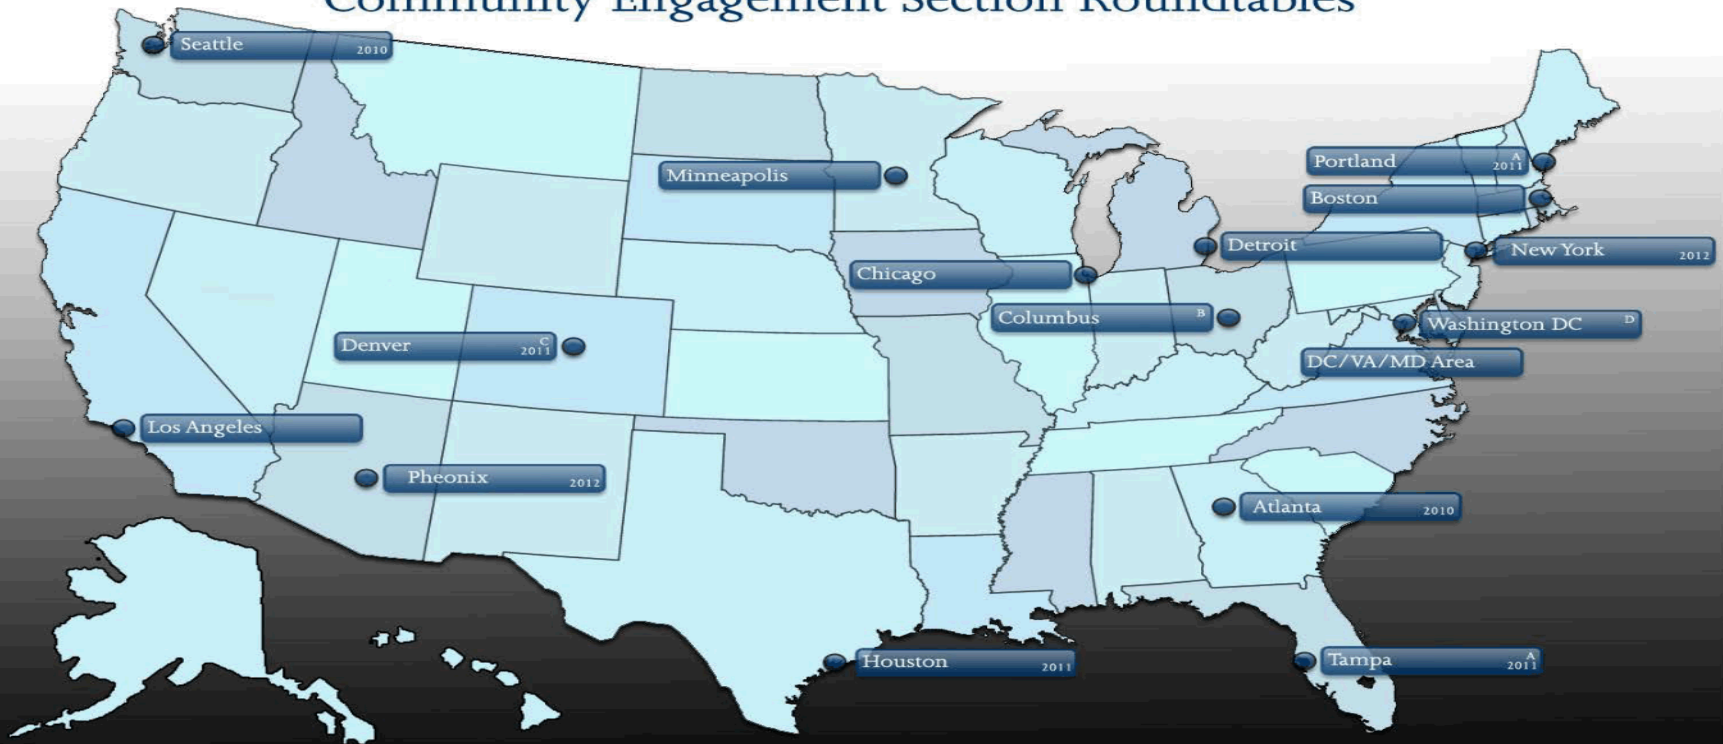 Community Engagement Section Roundtables
Seattle 2010
Minneapolis
Portland A 2011
Boston
Detroit
New York 2012
Chicago
Columbus B
Washington DC D
Denver C 2011
DC/VA/MD Area
Los Angeles
Pheonix 2012
Atlanta 2010
Houston 2011
Tampa A 2011